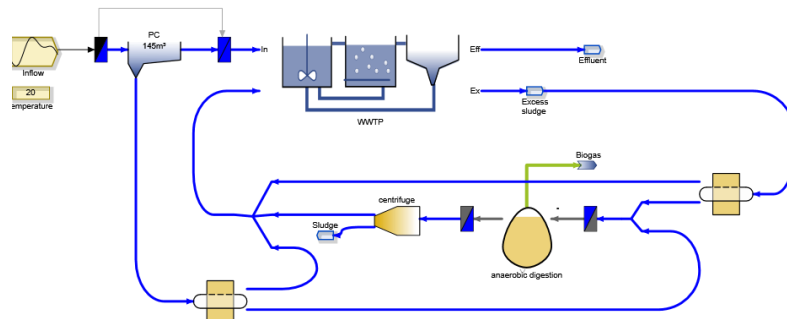 PC
145m³
Inflow
20
emperature
In
WWTP
Eff
Effluent
Ex
Excess
sludge
Biogas
centrifuge
Sludge
anaerobic digestion